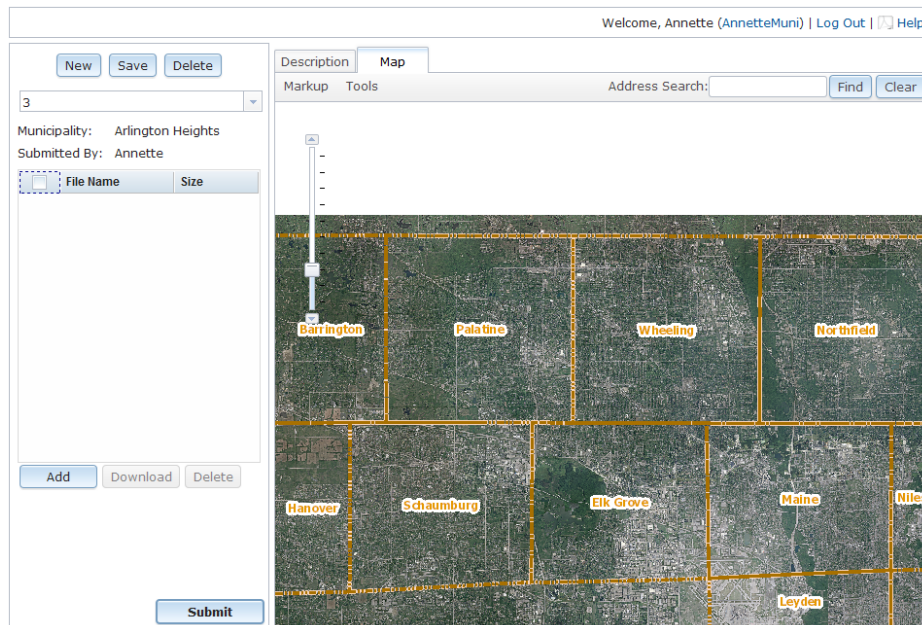 Welcome, Annette (AnnetteMuni) | Log Out | Help
New Save Delete
3
Municipality: Arlington Heights
Submitted By: Annette
File Name Size
Add Download Delete
Submit
Description Map
Markup Tools Address Search: Find Clear
Barrington Palatine Wheeling Northfield
Hanover Schaumburg Elk Grove Maine Niles
Leyden